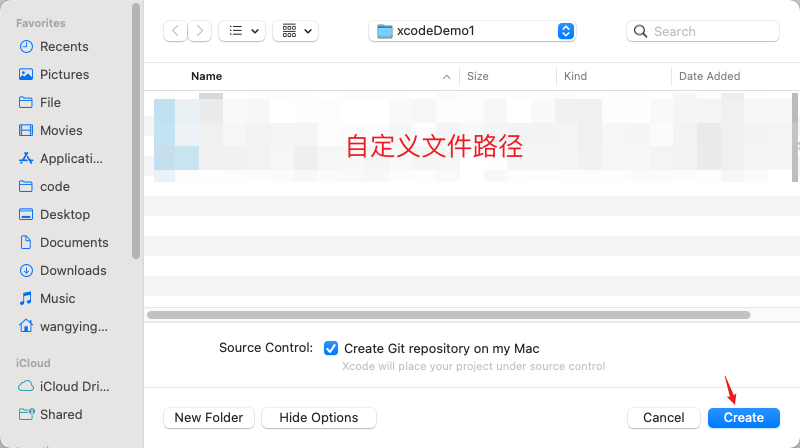 Favorites
Recents
Pictures
File
Movies
Applicati...
code
Desktop
Documents
Downloads
Music
wangying...
iCloud
iCloud Dri...
Shared
xcodeDemo1
Search
Name
Size
Kind
Date Added
自定义文件路径
Source Control:
Create Git repository on my Mac
Xcode will place your project under source control
New Folder
Hide Options
Cancel
Create